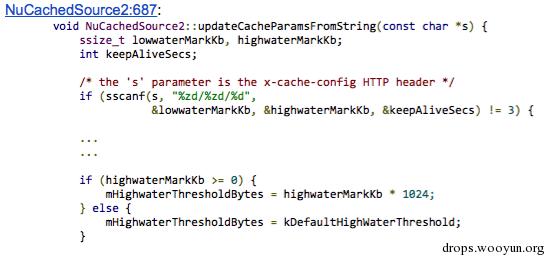 NuCachedSource2:687:
void NuCachedSource2::updateCacheParamsFromString(const char *s) {
ssize_t lowwaterMarkKb, highwaterMarkKb;
int keepAliveSecs;
/* the 's' parameter is the x-cache-config HTTP header */
if (sscanf(s, "%zd/%zd/%d",
&lowwaterMarkKb, &highwaterMarkKb, &keepAliveSecs) != 3) {
...
...
if (highwaterMarkKb >= 0) {
mHighwaterThresholdBytes = highwaterMarkKb * 1024;
} else {
mHighwaterThresholdBytes = kDefaultHighWaterThreshold;
}
drops.wooyun.org